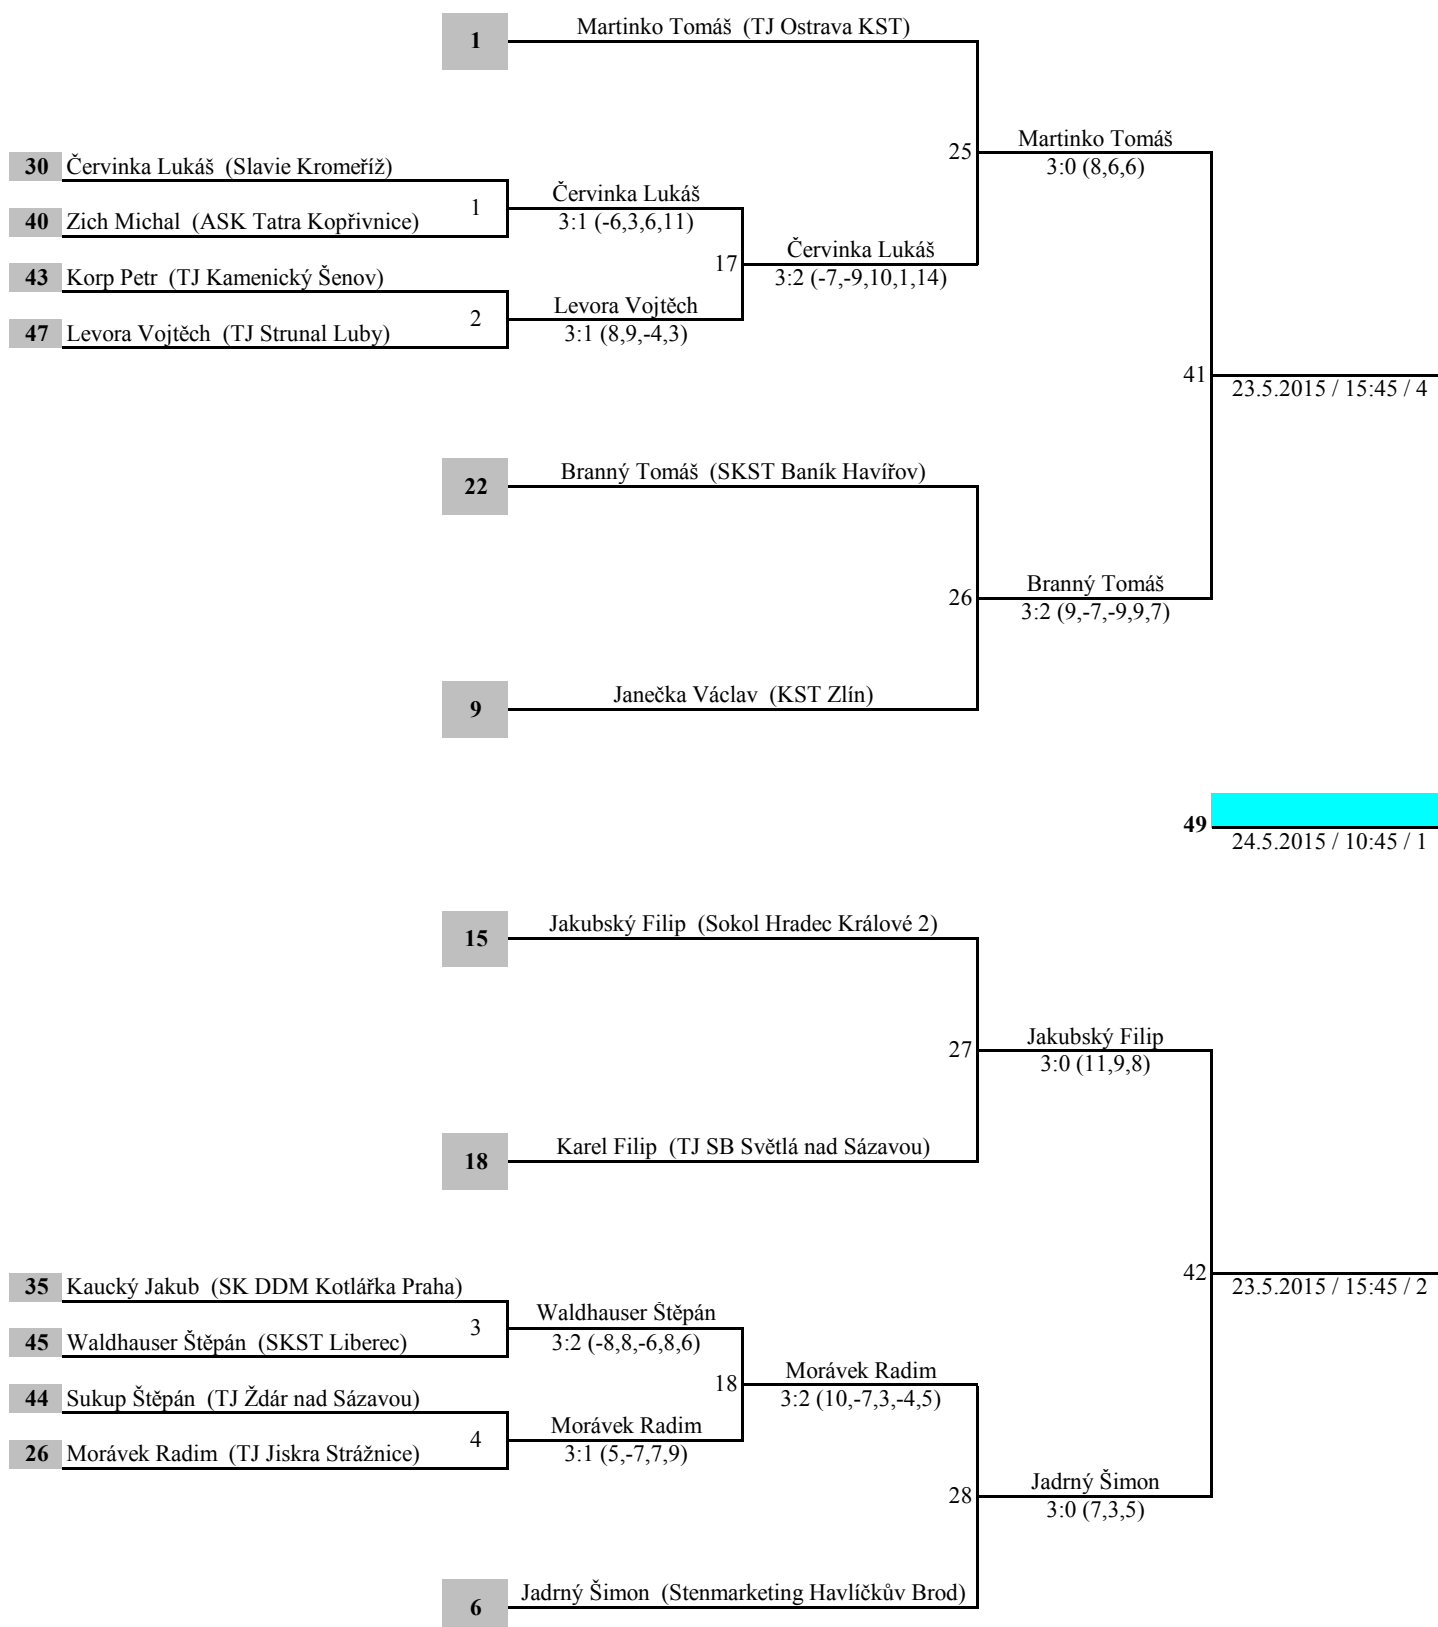 1 Martinko Tomáš (TJ Ostrava KST)
25 Martinko Tomáš
3:0 (8,6,6)
30 Červinka Lukáš (Slavie Kroměříž)
1 Červinka Lukáš
3:1 (-6,3,6,11)
40 Zich Michal (ASK Tatra Kopřivnice)
17 Červinka Lukáš
3:2 (-7,-9,10,1,14)
43 Korp Petr (TJ Kamenický Šenov)
2 Levora Vojtěch
3:1 (8,9,-4,3)
47 Levora Vojtěch (TJ Strunal Luby)
41
23.5.2015 / 15:45 / 4
22 Branný Tomáš (SKST Baník Havířov)
26 Branný Tomáš
3:2 (9,-7,-9,9,7)
9 Janečka Václav (KST Zlín)
49
24.5.2015 / 10:45 / 1
15 Jakubský Filip (Sokol Hradec Králové 2)
27 Jakubský Filip
3:0 (11,9,8)
18 Karel Filip (TJ SB Světlá nad Sázavou)
42
23.5.2015 / 15:45 / 2
35 Kaucký Jakub (SK DDM Kotlářka Praha)
3 Waldhauser Štěpán
3:2 (-8,8,-6,8,6)
45 Waldhauser Štěpán (SKST Liberec)
18 Morávek Radim
3:2 (10,-7,3,-4,5)
44 Sukup Štěpán (TJ Ždár nad Sázavou)
4 Morávek Radim
3:1 (5,-7,7,9)
26 Morávek Radim (TJ Jiskra Strážnice)
28 Jadrný Šimon
3:0 (7,3,5)
6 Jadrný Šimon (Stenmarketing Havlíčkův Brod)